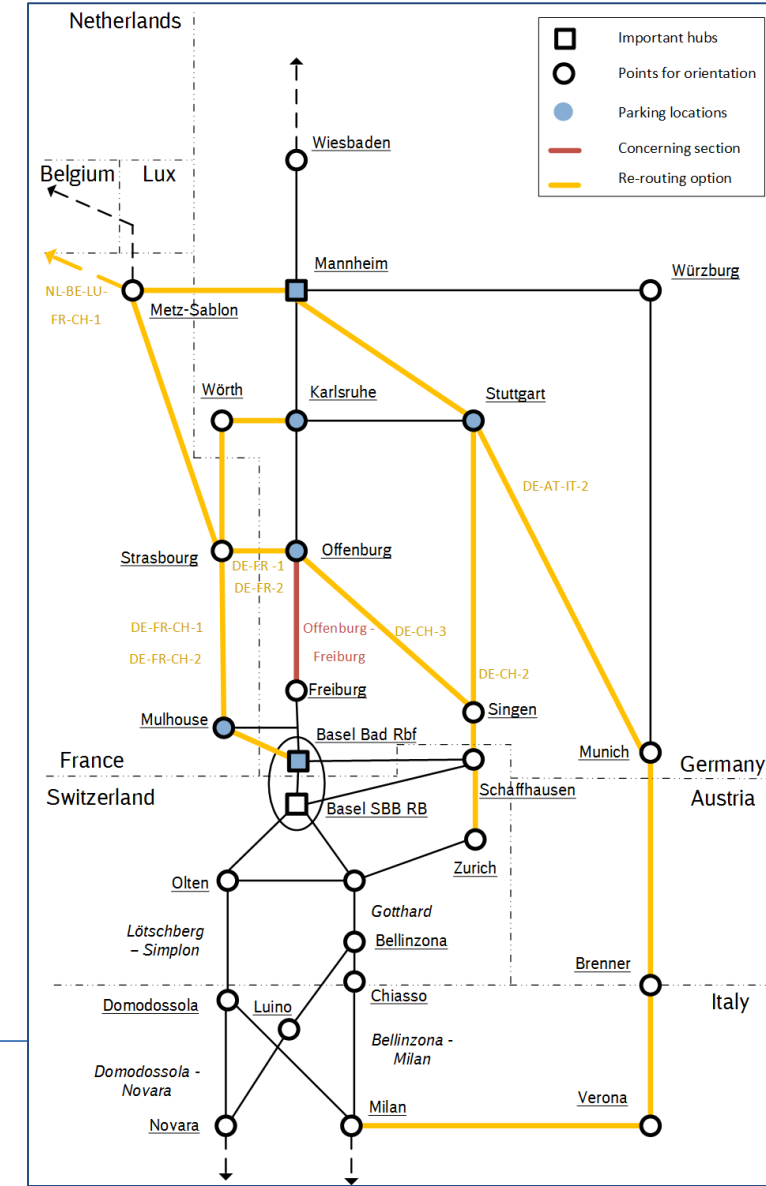 Netherlands
Important hubs
Points for orientation
Parking locations
Concerning section
Re-routing option
Wiesbaden
Belgium
Lux
Mannheim
Würzburg
NL-BE-LU-
FR-CH-1
Metz-Sablon
Wörth
Karlsruhe
Stuttgart
DE-AT-IT-2
Strasbourg
Offenburg
DE-FR -1
DE-FR-2
DE-FR-CH-1
DE-FR-CH-2
Offenburg -
Freiburg
DE-CH-3
DE-CH-2
Freiburg
Singen
Mulhouse
Basel Bad Rbf
Munich
France
Germany
Switzerland
Schaffhausen
Austria
Basel SBB RB
Zurich
Olten
Gotthard
Lötschberg
– Simplon
Bellinzona
Brenner
Domodossola
Luino
Chiasso
Italy
Bellinzona -
Milan
Domodossola -
Novara
Novara
Milan
Verona